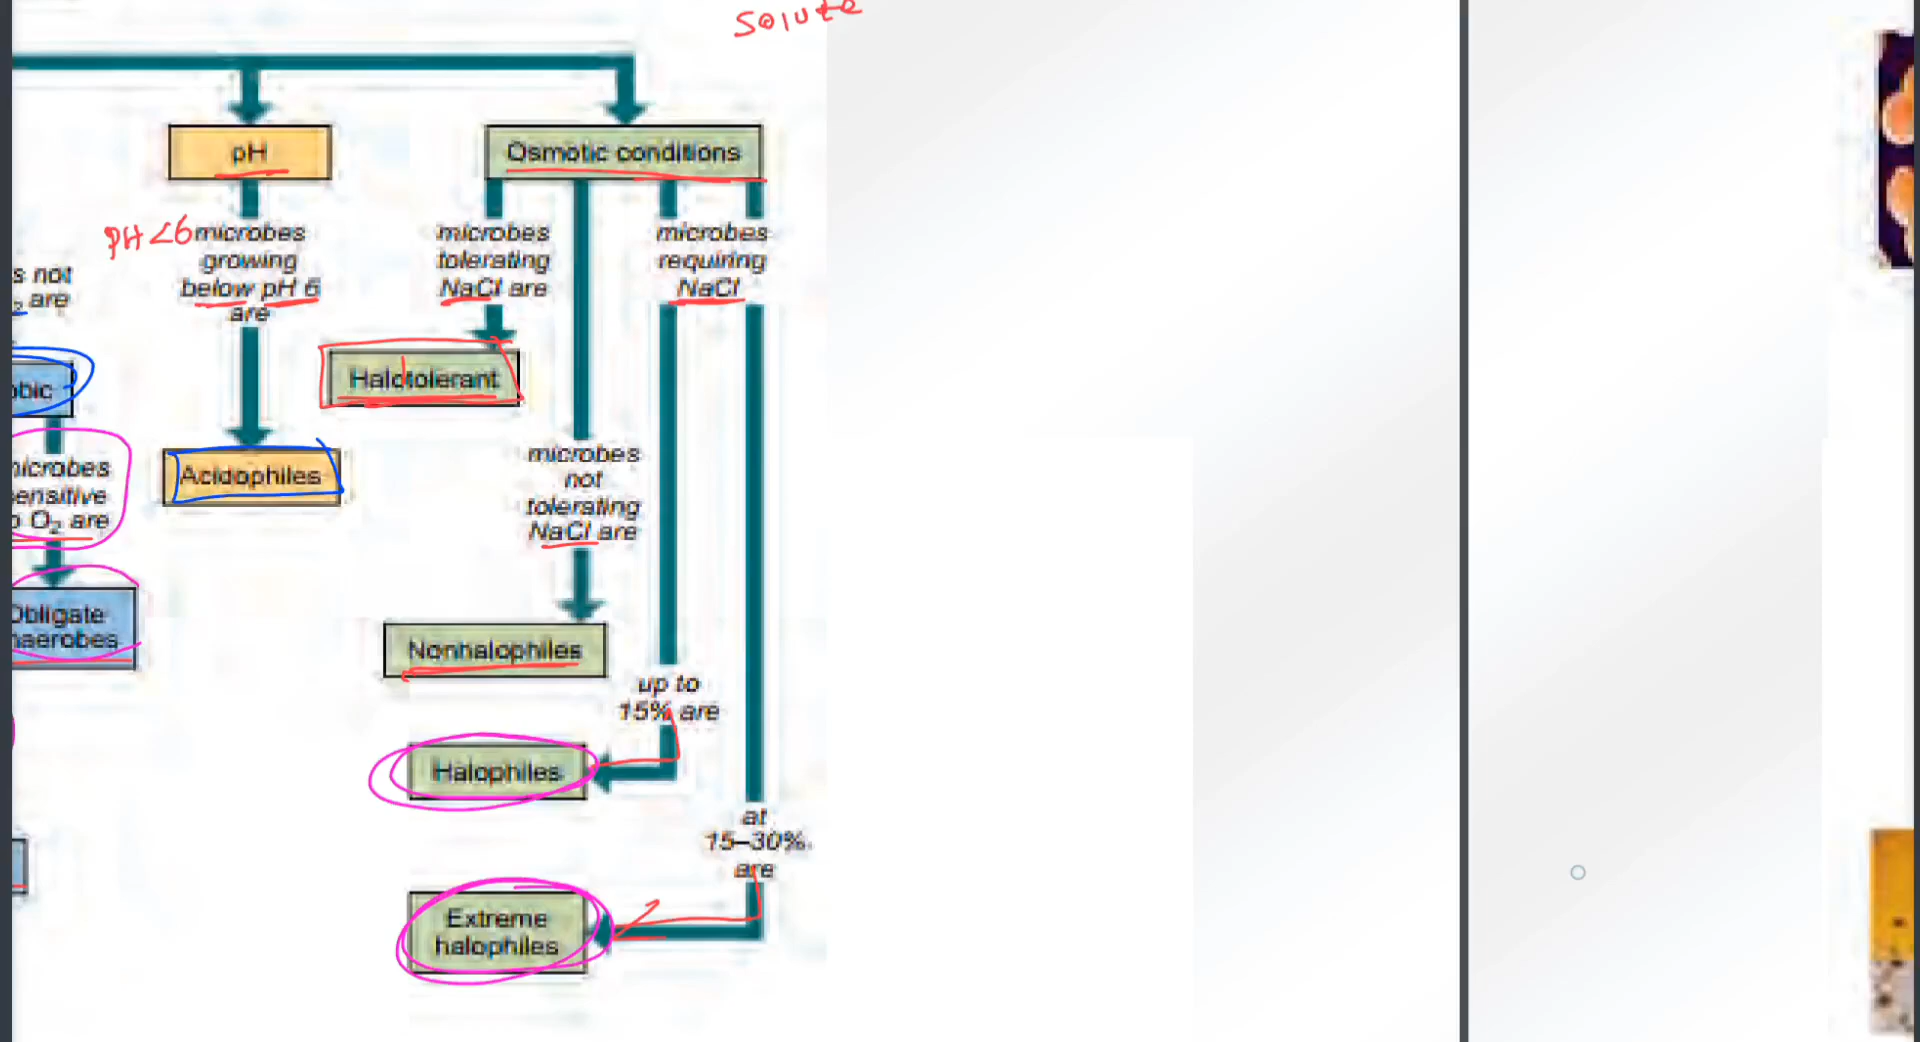 solute
pH
Osmotic conditions
pH <6
microbes
growing
below pH 6
are
microbes
tolerating
NaCl are
microbes
requiring
NaCl
s not
are
Halotolerant
Acidophiles
microbes
not
tolerating
NaCl are
icrobes
ensitive
o O₂ are
Obligate
naerobes
Nonhalophiles
up to
15% are
Halophiles
at
15–30%
are
Extreme
halophiles